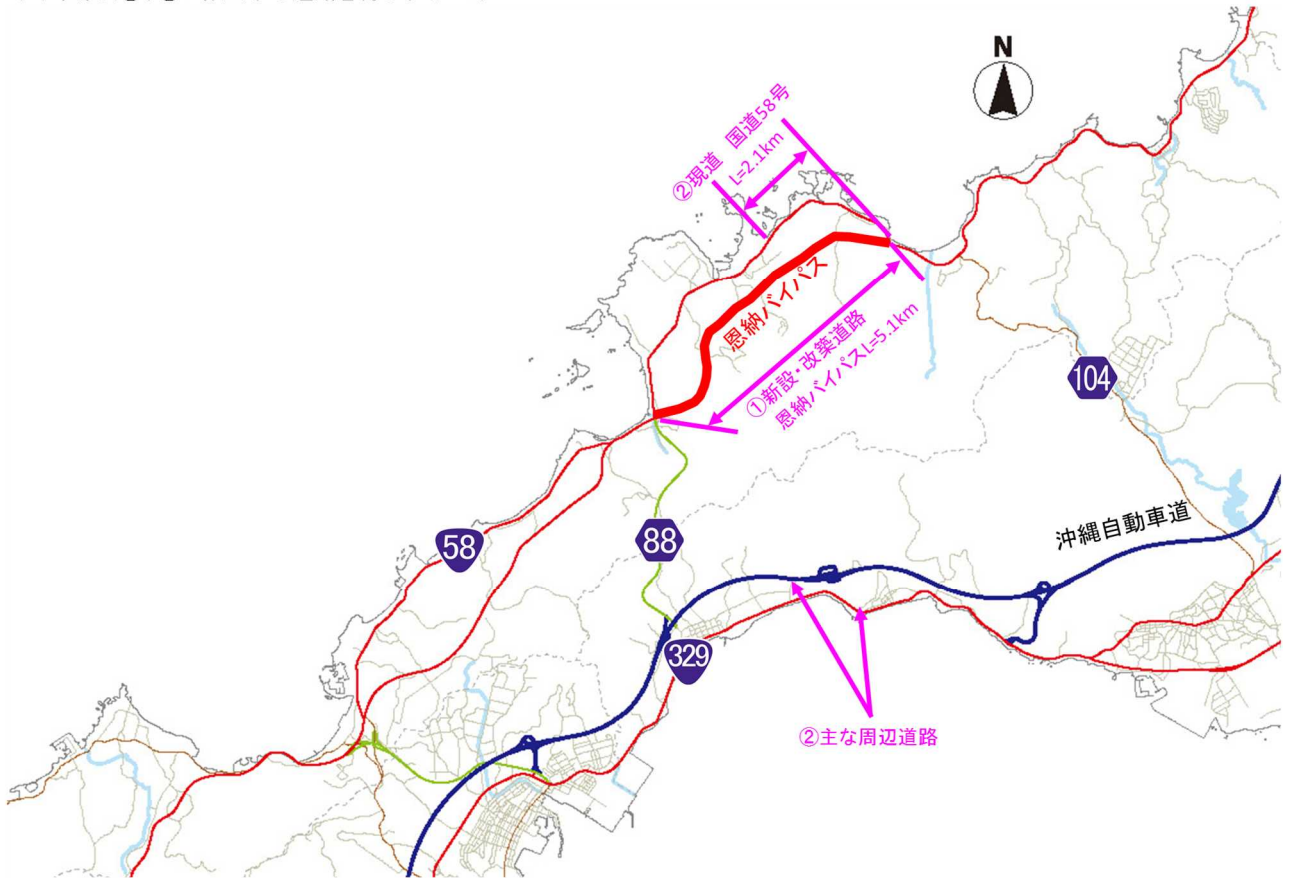 N
②現道 国道58号
L=2.1km
恩納バイパス
①新設・改築道路
恩納バイパスL=5.1km
104
沖縄自動車道
58
88
329
②主な周辺道路